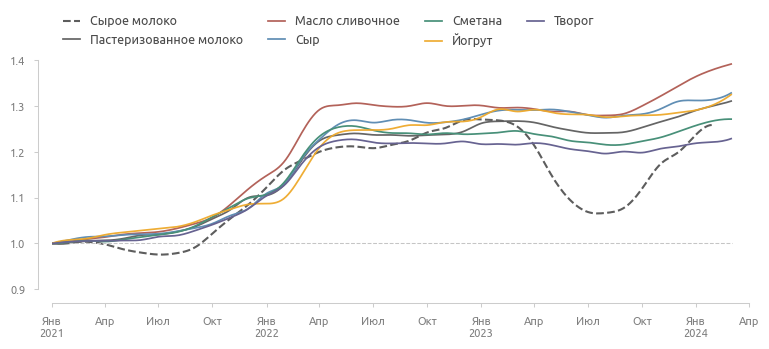 Сырое молоко
Масло сливочное
Сметана
Творог
Пастеризованное молоко
Сыр
Йогрут
1.4
1.3
1.2
1.1
1.0
0.9
Янв Апр Июл Окт Янв Апр Июл Окт Янв Апр Июл Окт Янв Апр
2021 2022 2023 2024